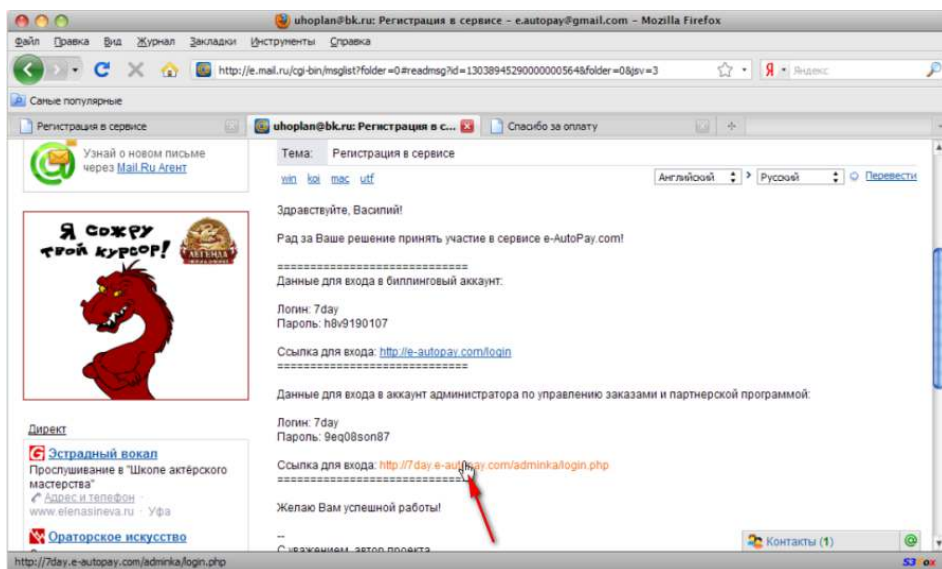 uhoplan@bk.ru: Регистрация в сервисе – e.autopay@gmail.com – Mozilla Firefox
Файл Правка Вид Журнал Закладки Инструменты Справка
http://e.mail.ru/cgi-bin/msglist?folder=0#readmsg?id=13038945290000000564&folder=0&jsv=3 Яндекс
Самые популярные
Регистрация в сервисе uhoplan@bk.ru: Регистрация в с... Спасибо за оплату
Узнай о новом письме
через Mail.Ru Агент
Я СОЖРУ
ТВОЙ КУРСОР!
ЛЕГЕНДА
Директ
Эстрадный вокал
Прослушивание в "Школе актёрского
мастерства"
Адрес и телефон ·
www.elenasineva.ru · Уфа
Ораторское искусство
Тема: Регистрация в сервисе
win koi mac utf Английский Русский Перевести
Здравствуйте, Василий!
Рад за Ваше решение принять участие в сервисе e-AutoPay.com!
==============================
Данные для входа в биллинговый аккаунт:
Логин: 7day
Пароль: h8v9190107
Ссылка для входа: http://e-autopay.com/login
==============================
Данные для входа в аккаунт администратора по управлению заказами и партнерской программой:
Логин: 7day
Пароль: 9eq08son87
Ссылка для входа: http://7day.e-autopay.com/adminka/login.php
==============================
Желаю Вам успешной работы!
--
С уважением, автор проекта
Контакты (1)
http://7day.e-autopay.com/adminka/login.php